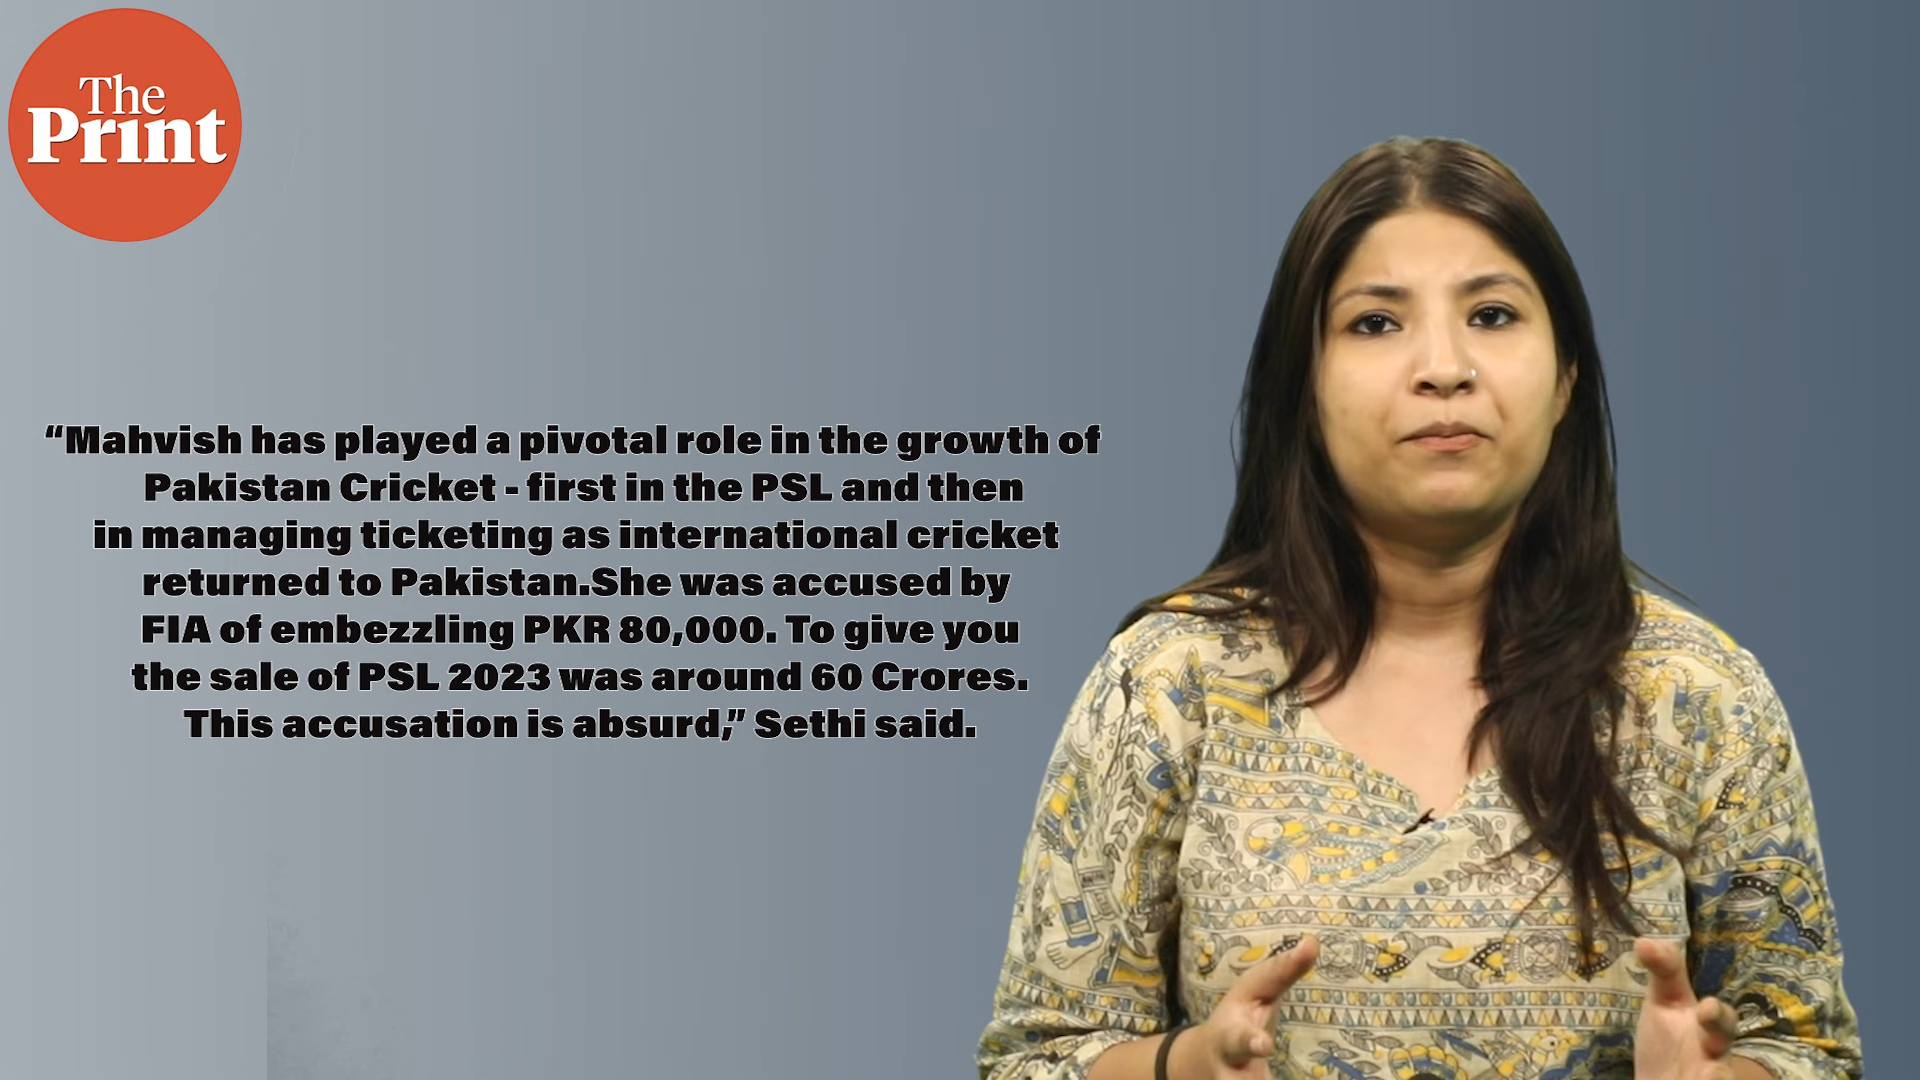 The
Print
“Mahvish has played a pivotal role in the growth of
Pakistan Cricket - first in the PSL and then
in managing ticketing as international cricket
returned to Pakistan.She was accused by
FIA of embezzling PKR 80,000. To give you
the sale of PSL 2023 was around 60 Crores.
This accusation is absurd,” Sethi said.